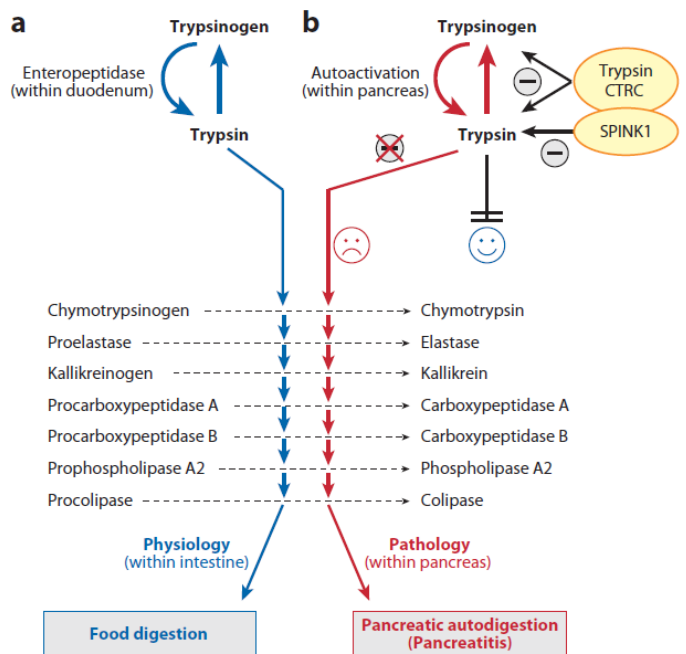 a
Trypsinogen
Enteropeptidase
(within duodenum)
Trypsin
b
Trypsinogen
Autoactivation
(within pancreas)
Trypsin
Trypsin
CTRC
SPINK1
Chymotrypsinogen
Chymotrypsin
Proelastase
Elastase
Kallikreinogen
Kallikrein
Procarboxypeptidase A
Carboxypeptidase A
Procarboxypeptidase B
Carboxypeptidase B
Prophospholipase A2
Phospholipase A2
Procolipase
Colipase
Physiology
(within intestine)
Pathology
(within pancreas)
Food digestion
Pancreatic autodigestion
(Pancreatitis)